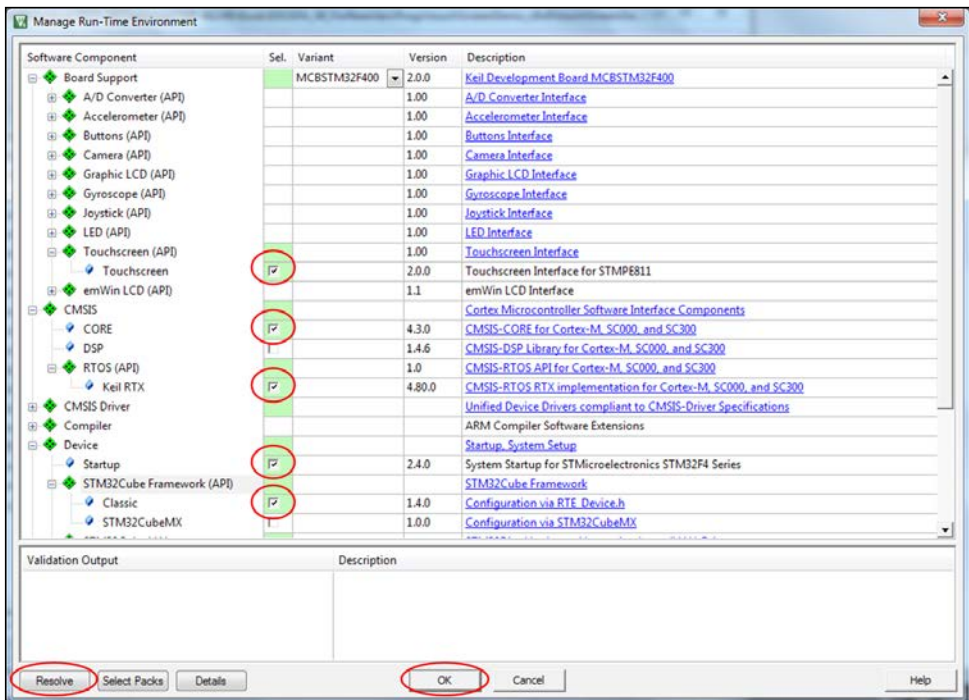 Manage Run-Time Environment
Software Component Sel. Variant Version Description
Board Support MCBSTM32F400 2.0.0 Keil Development Board MCBSTM32F400
A/D Converter (API) 1.00 A/D Converter Interface
Accelerometer (API) 1.00 Accelerometer Interface
Buttons (API) 1.00 Buttons Interface
Camera (API) 1.00 Camera Interface
Graphic LCD (API) 1.00 Graphic LCD Interface
Gyroscope (API) 1.00 Gyroscope Interface
Joystick (API) 1.00 Joystick Interface
LED (API) 1.00 LED Interface
Touchscreen (API) 1.00 Touchscreen Interface
Touchscreen 2.0.0 Touchscreen Interface for STMPE811
emWin LCD (API) 1.1 emWin LCD Interface
CMSIS Cortex Microcontroller Software Interface Components
CORE 4.3.0 CMSIS-CORE for Cortex-M, SC000, and SC300
DSP 1.4.6 CMSIS-DSP Library for Cortex-M, SC000, and SC300
RTOS (API) 1.0 CMSIS-RTOS API for Cortex-M, SC000, and SC300
Keil RTX 4.80.0 CMSIS-RTOS RTX implementation for Cortex-M, SC000, and SC300
CMSIS Driver Unified Device Drivers compliant to CMSIS-Driver Specifications
Compiler ARM Compiler Software Extensions
Device Startup, System Setup
Startup 2.4.0 System Startup for STMicroelectronics STM32F4 Series
STM32Cube Framework (API) STM32Cube Framework
Classic 1.4.0 Configuration via RTE_Device.h
STM32CubeMX 1.0.0 Configuration via STM32CubeMX
Validation Output Description
Resolve Select Packs Details OK Cancel Help